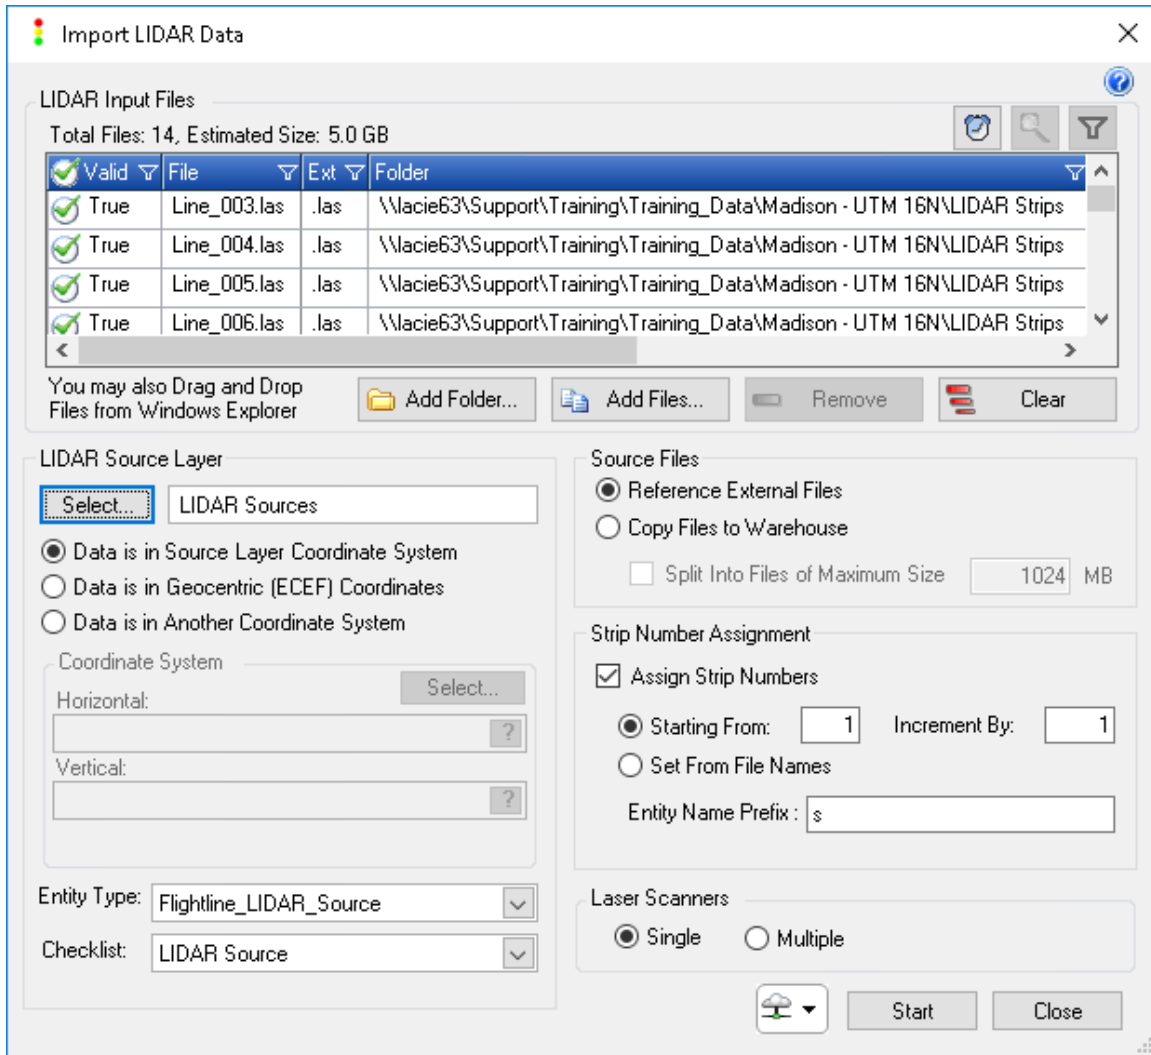 Import LIDAR Data
LIDAR Input Files
Total Files: 14, Estimated Size: 5.0 GB
Valid File Ext Folder
True Line_003.las .las \\lacie63\Support\Training\Training_Data\Madison - UTM 16N\LIDAR Strips
True Line_004.las .las \\lacie63\Support\Training\Training_Data\Madison - UTM 16N\LIDAR Strips
True Line_005.las .las \\lacie63\Support\Training\Training_Data\Madison - UTM 16N\LIDAR Strips
True Line_006.las .las \\lacie63\Support\Training\Training_Data\Madison - UTM 16N\LIDAR Strips
You may also Drag and Drop
Files from Windows Explorer
Add Folder... Add Files... Remove Clear
LIDAR Source Layer
Select... LIDAR Sources
Data is in Source Layer Coordinate System
Data is in Geocentric (ECEF) Coordinates
Data is in Another Coordinate System
Coordinate System
Select...
Horizontal:
?
Vertical:
?
Entity Type: Flightline_LIDAR_Source
Checklist: LIDAR Source
Source Files
Reference External Files
Copy Files to Warehouse
Split Into Files of Maximum Size 1024 MB
Strip Number Assignment
Assign Strip Numbers
Starting From: 1 Increment By: 1
Set From File Names
Entity Name Prefix : s
Laser Scanners
Single Multiple
Start Close